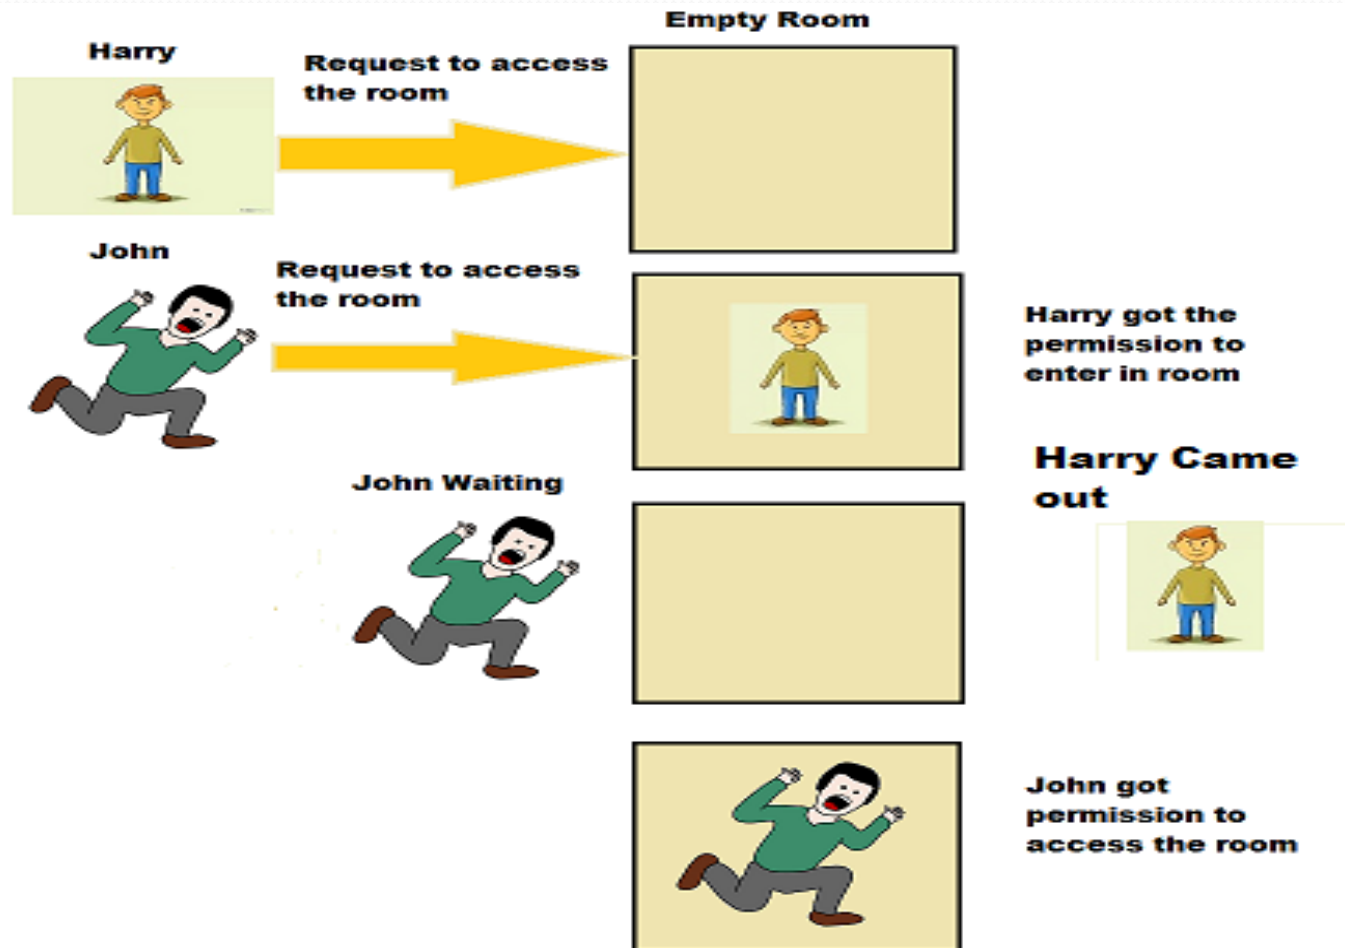 Empty Room
Harry
Request to access
the room
John
Request to access
the room
Harry got the
permission to
enter in room
Harry Came
out
John Waiting
John got
permission to
access the room